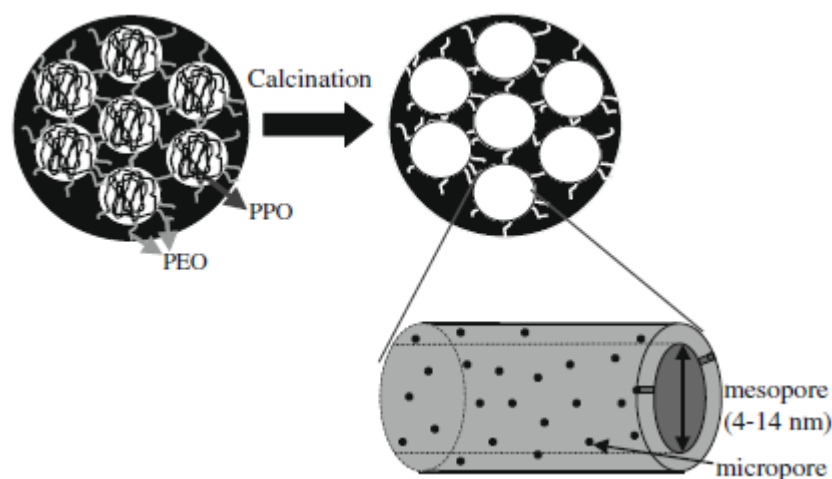 Calcination
PPO
PEO
mesopore
(4-14 nm)
micropore